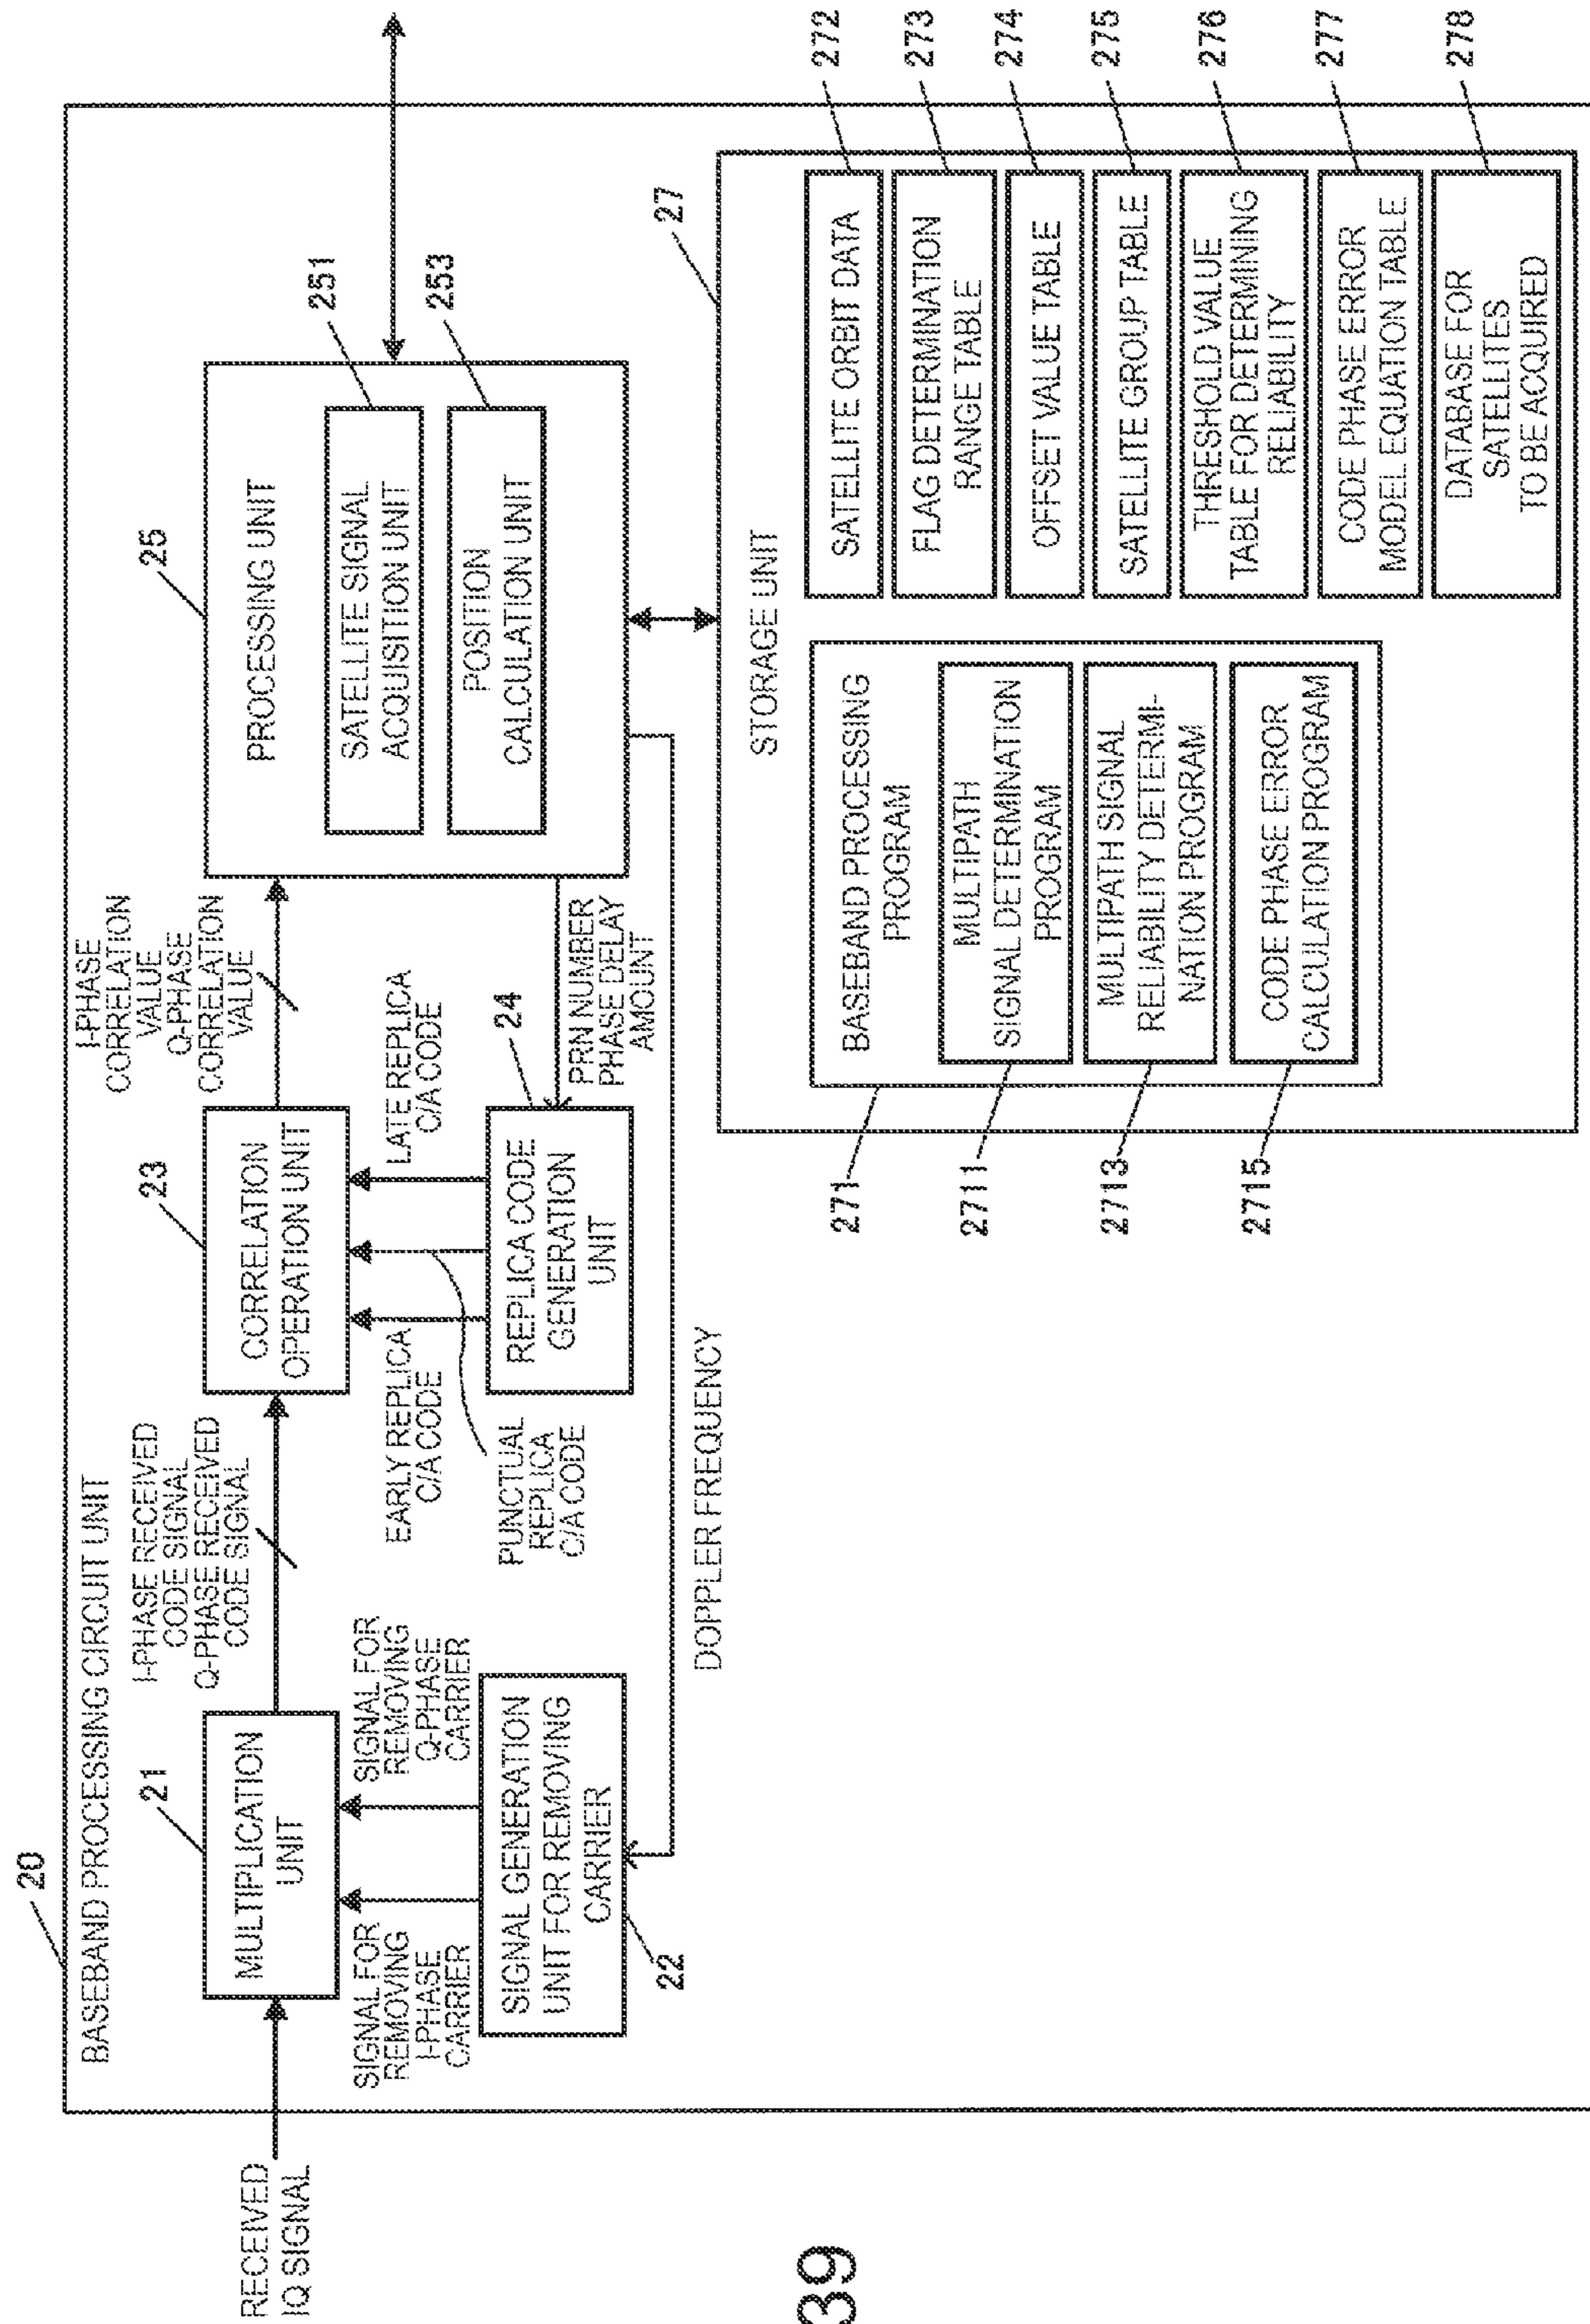 20
BASEBAND PROCESSING CIRCUIT UNIT
RECEIVED
IQ SIGNAL
21
MULTIPLICATION
UNIT
SIGNAL FOR
REMOVING
I-PHASE
CARRIER
SIGNAL FOR
REMOVING
Q-PHASE
CARRIER
SIGNAL GENERATION
UNIT FOR REMOVING
CARRIER
22
I-PHASE RECEIVED
CODE SIGNAL
Q-PHASE RECEIVED
CODE SIGNAL
23
CORRELATION
OPERATION UNIT
EARLY REPLICA
C/A CODE
PUNCTUAL
REPLICA
C/A CODE
LATE REPLICA
C/A CODE
24
REPLICA CODE
GENERATION
UNIT
I-PHASE
CORRELATION
VALUE
Q-PHASE
CORRELATION
VALUE
PRN NUMBER
PHASE DELAY
AMOUNT
DOPPLER FREQUENCY
25
PROCESSING UNIT
SATELLITE SIGNAL
ACQUISITION UNIT
251
POSITION
CALCULATION UNIT
253
27
STORAGE UNIT
271
BASEBAND PROCESSING
PROGRAM
2711
MULTIPATH
SIGNAL DETERMINATION
PROGRAM
2713
MULTIPATH SIGNAL
RELIABILITY DETERMI-
NATION PROGRAM
2715
CODE PHASE ERROR
CALCULATION PROGRAM
SATELLITE ORBIT DATA
272
FLAG DETERMINATION
RANGE TABLE
273
OFFSET VALUE TABLE
274
SATELLITE GROUP TABLE
275
THRESHOLD VALUE
TABLE FOR DETERMINING
RELIABILITY
276
CODE PHASE ERROR
MODEL EQUATION TABLE
277
DATABASE FOR
SATELLITES
TO BE ACQUIRED
278
39